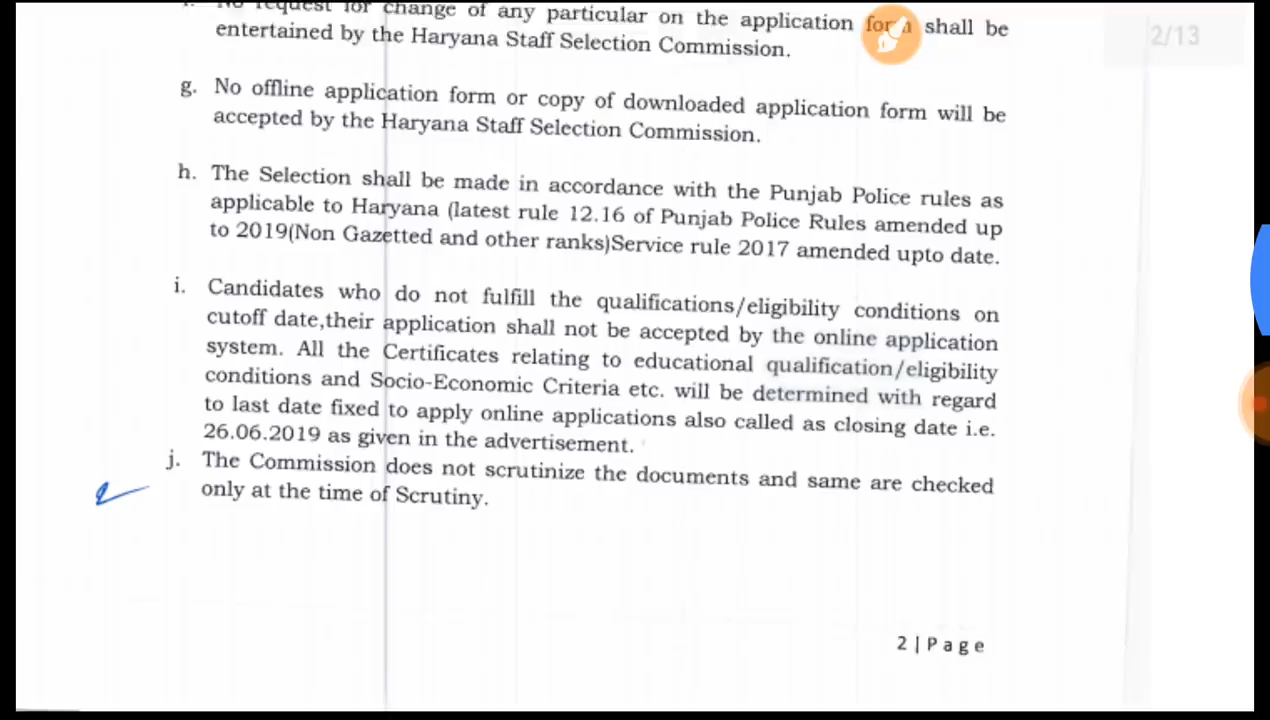 No request for change of any particular on the application form shall be
entertained by the Haryana Staff Selection Commission.
2/13
g. No offline application form or copy of downloaded application form will be
accepted by the Haryana Staff Selection Commission.
h. The Selection shall be made in accordance with the Punjab Police rules as
applicable to Haryana (latest rule 12.16 of Punjab Police Rules amended up
to 2019(Non Gazetted and other ranks)Service rule 2017 amended upto date.
i. Candidates who do not fulfill the qualifications/eligibility conditions on
cutoff date,their application shall not be accepted by the online application
system. All the Certificates relating to educational qualification/eligibility
conditions and Socio-Economic Criteria etc. will be determined with regard
to last date fixed to apply online applications also called as closing date i.e.
26.06.2019 as given in the advertisement.
j. The Commission does not scrutinize the documents and same are checked
only at the time of Scrutiny.
2 | P a g e